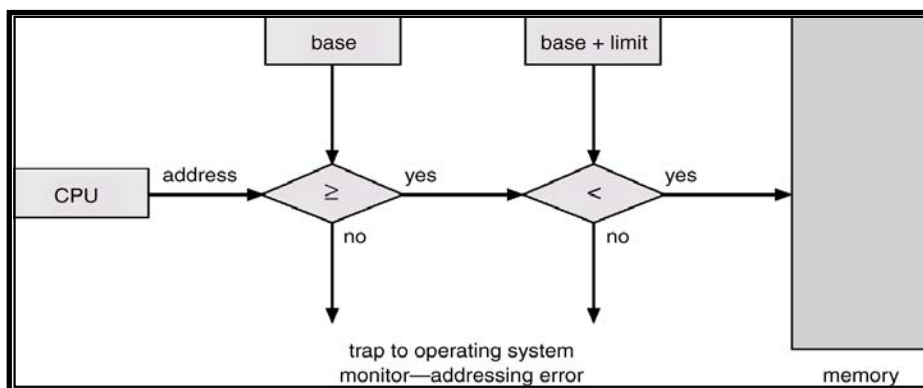 base
base + limit
CPU
address
≥
yes
<
yes
no
no
trap to operating system
monitor—addressing error
memory